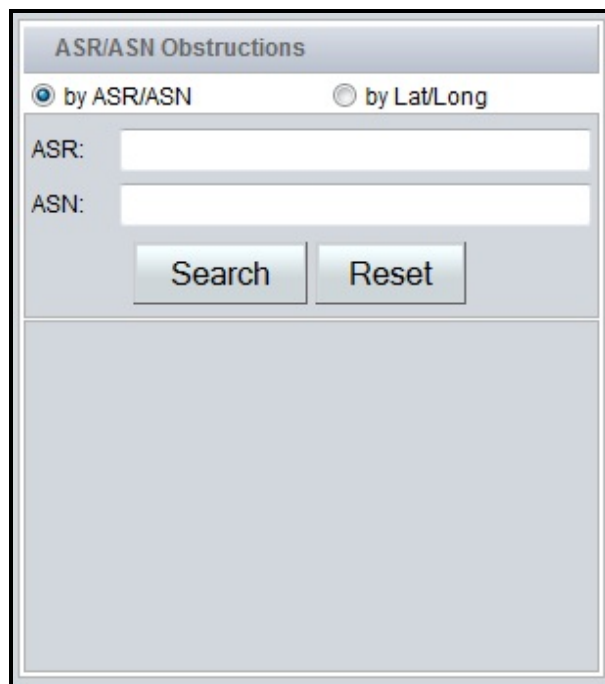 ASR/ASN Obstructions
by ASR/ASN by Lat/Long
ASR:
ASN:
Search Reset